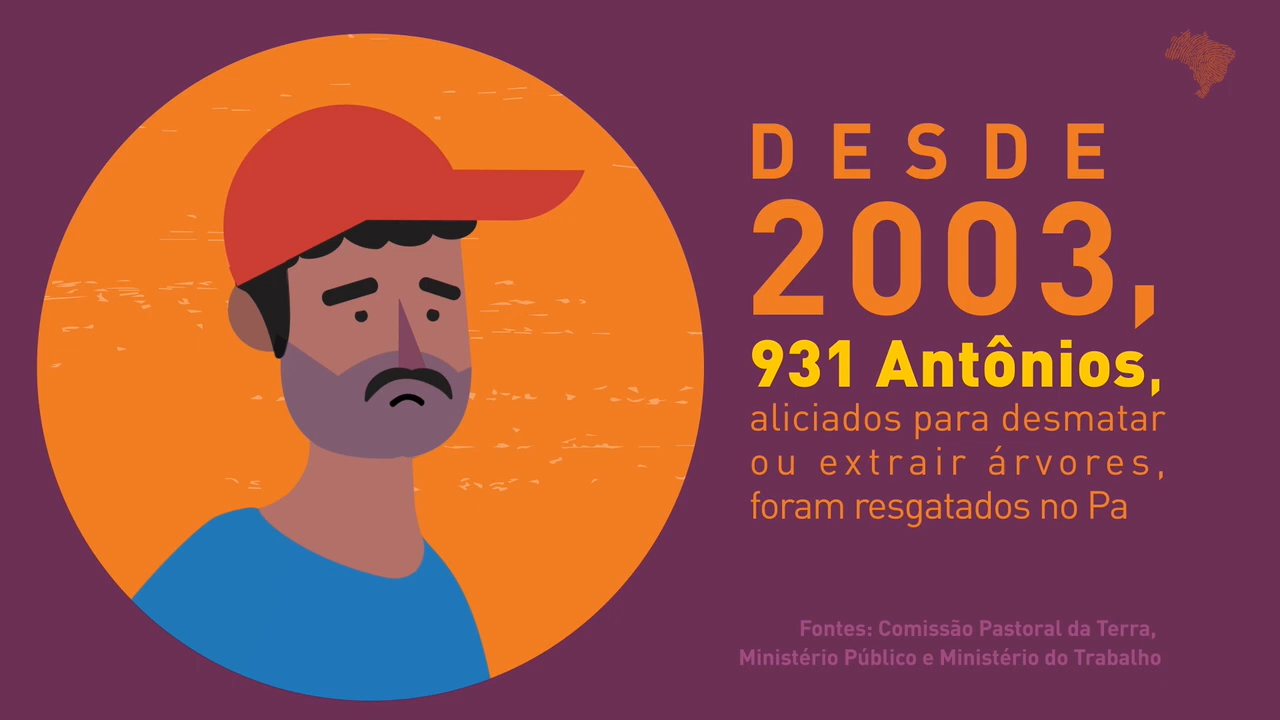 DESDE
2003,
931 Antônios,
aliciados para desmatar
ou extrair árvores,
foram resgatados no Pa
Fontes: Comissão Pastoral da Terra,
Ministério Público e Ministério do Trabalho